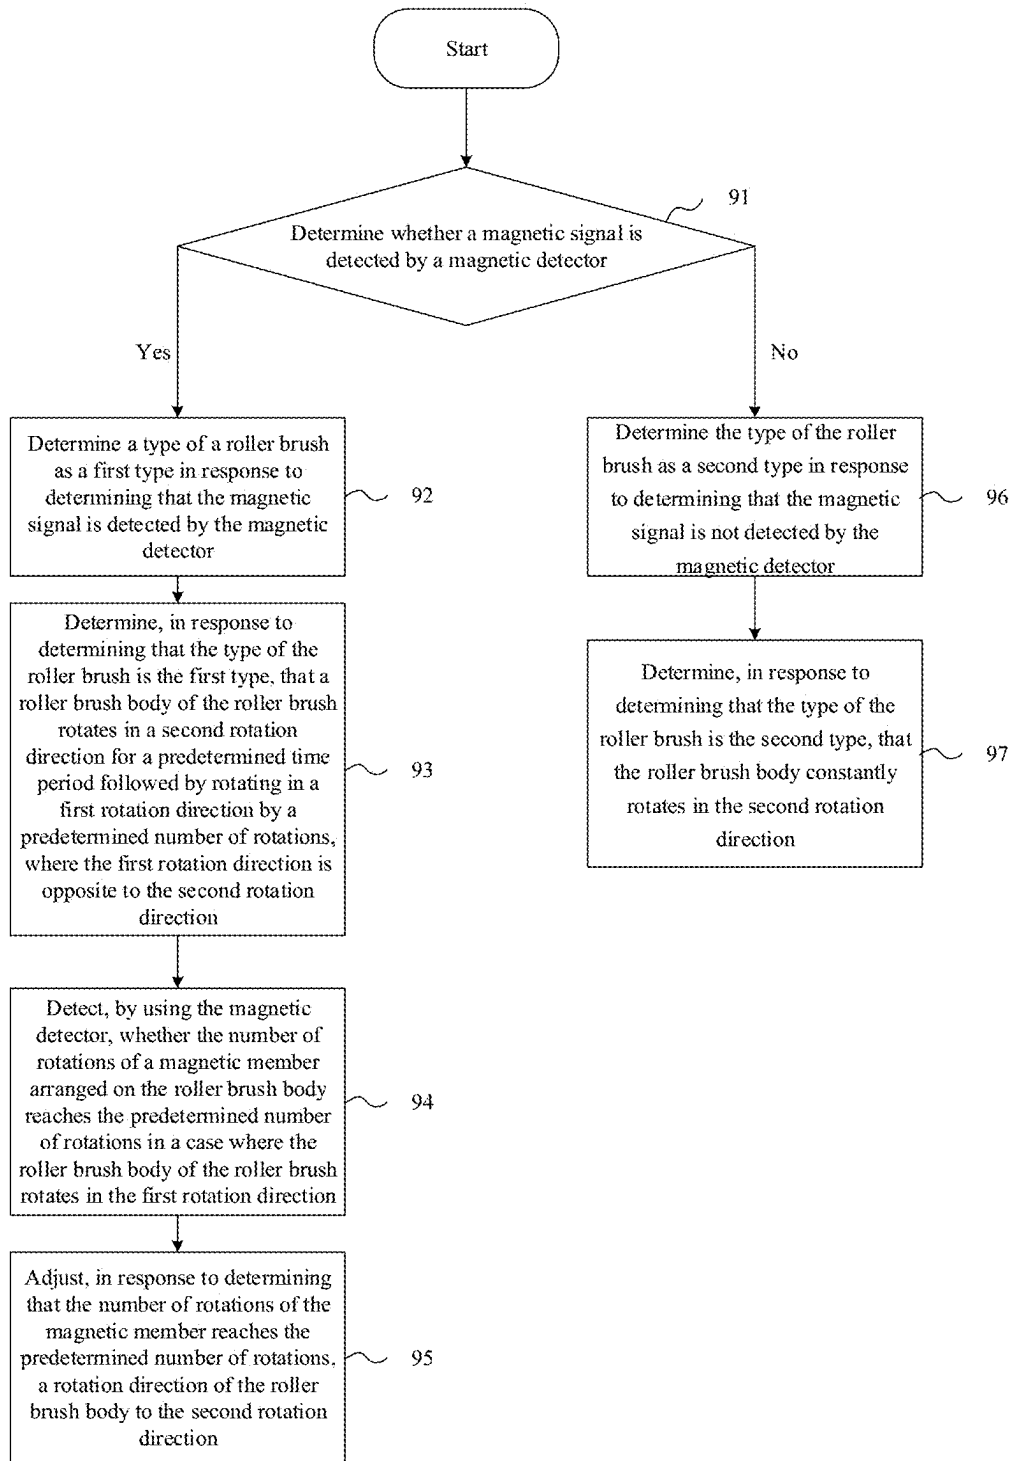 Start
Determine whether a magnetic signal is
detected by a magnetic detector
91
Yes
No
Determine a type of a roller brush
as a first type in response to
determining that the magnetic
signal is detected by the magnetic
detector
92
Determine, in response to
determining that the type of the
roller brush is the first type, that a
roller brush body of the roller brush
rotates in a second rotation
direction for a predetermined time
period followed by rotating in a
first rotation direction by a
predetermined number of rotations,
where the first rotation direction is
opposite to the second rotation
direction
93
Detect, by using the magnetic
detector, whether the number of
rotations of a magnetic member
arranged on the roller brush body
reaches the predetermined number
of rotations in a case where the
roller brush body of the roller brush
rotates in the first rotation direction
94
Adjust, in response to determining
that the number of rotations of the
magnetic member reaches the
predetermined number of rotations,
a rotation direction of the roller
brush body to the second rotation
direction
95
Determine the type of the roller
brush as a second type in response
to determining that the magnetic
signal is not detected by the
magnetic detector
96
Determine, in response to
determining that the type of the
roller brush is the second type, that
the roller brush body constantly
rotates in the second rotation
direction
97